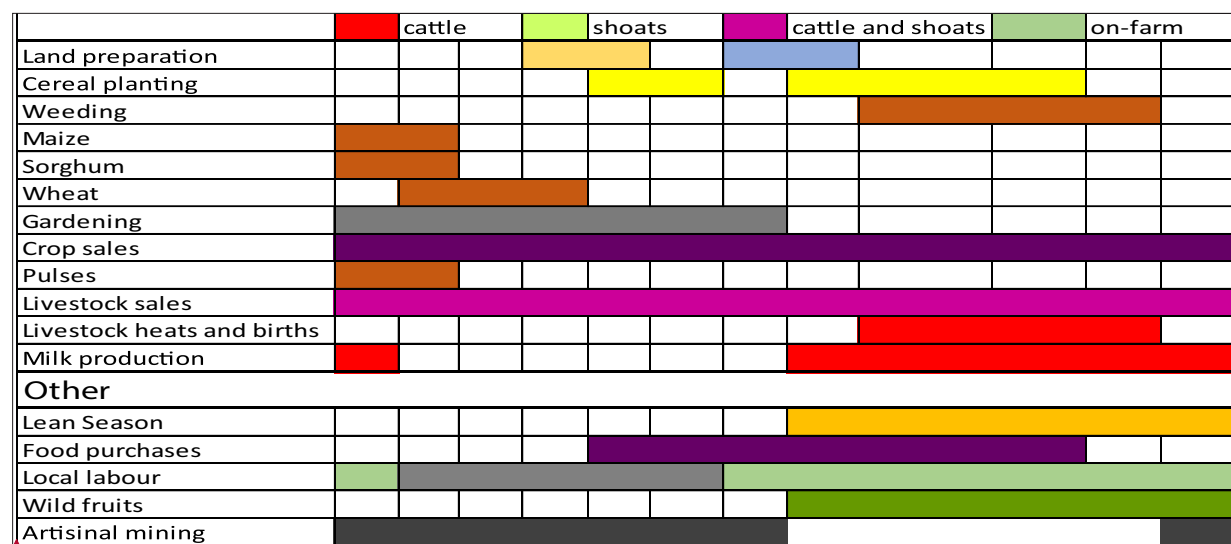 cattle shoats cattle and shoats on-farm
Land preparation
Cereal planting
Weeding
Maize
Sorghum
Wheat
Gardening
Crop sales
Pulses
Livestock sales
Livestock heats and births
Milk production
Other
Lean Season
Food purchases
Local labour
Wild fruits
Artisinal mining